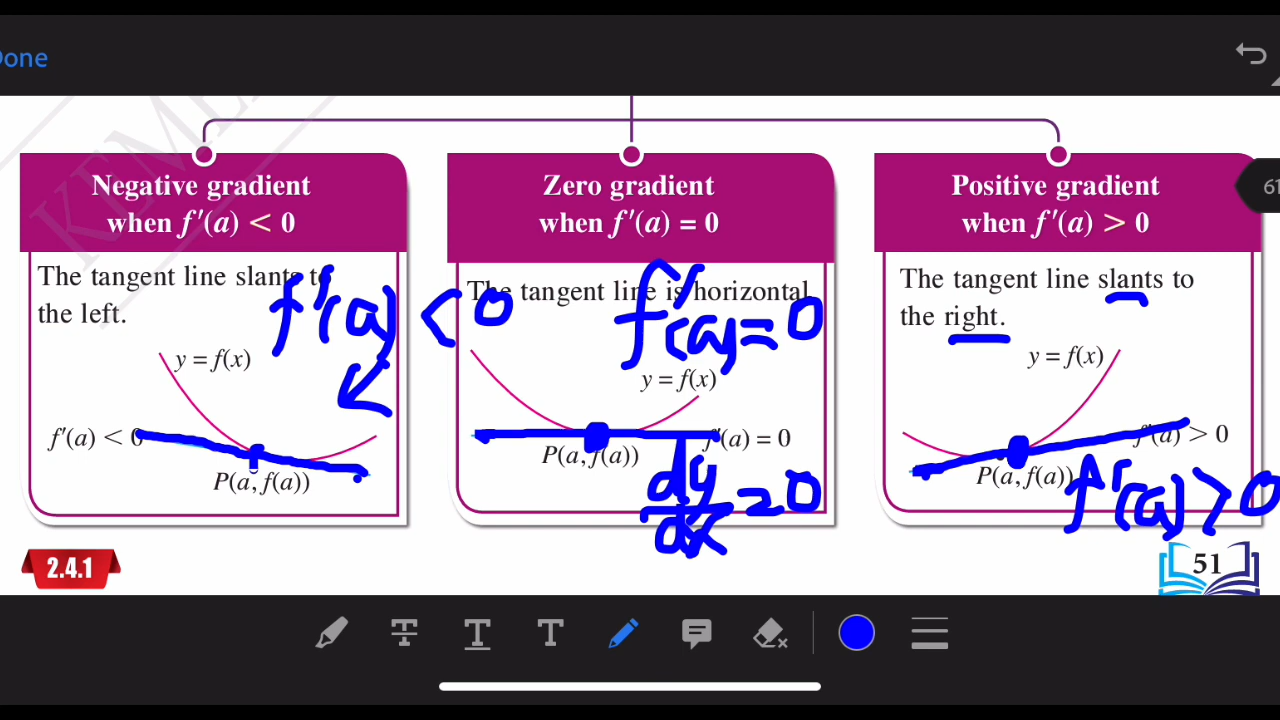 Done
61
KEM
Negative gradient
when f′(a) < 0
The tangent line slants to
the left.
f'(a) < 0
y = f(x)
f′(a) < 0
P(a, f(a))
Zero gradient
when f′(a) = 0
The tangent line is horizontal
f'(a) = 0
y = f(x)
f′(a) = 0
P(a, f(a))
dy/dx = 0
Positive gradient
when f′(a) > 0
The tangent line slants to
the right.
y = f(x)
f′(a) > 0
P(a, f(a))
f'(a) > 0
2.4.1
51